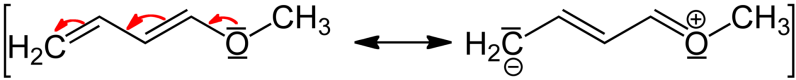 H₂C O CH₃ H₂C ⊖ O ⊕ CH₃